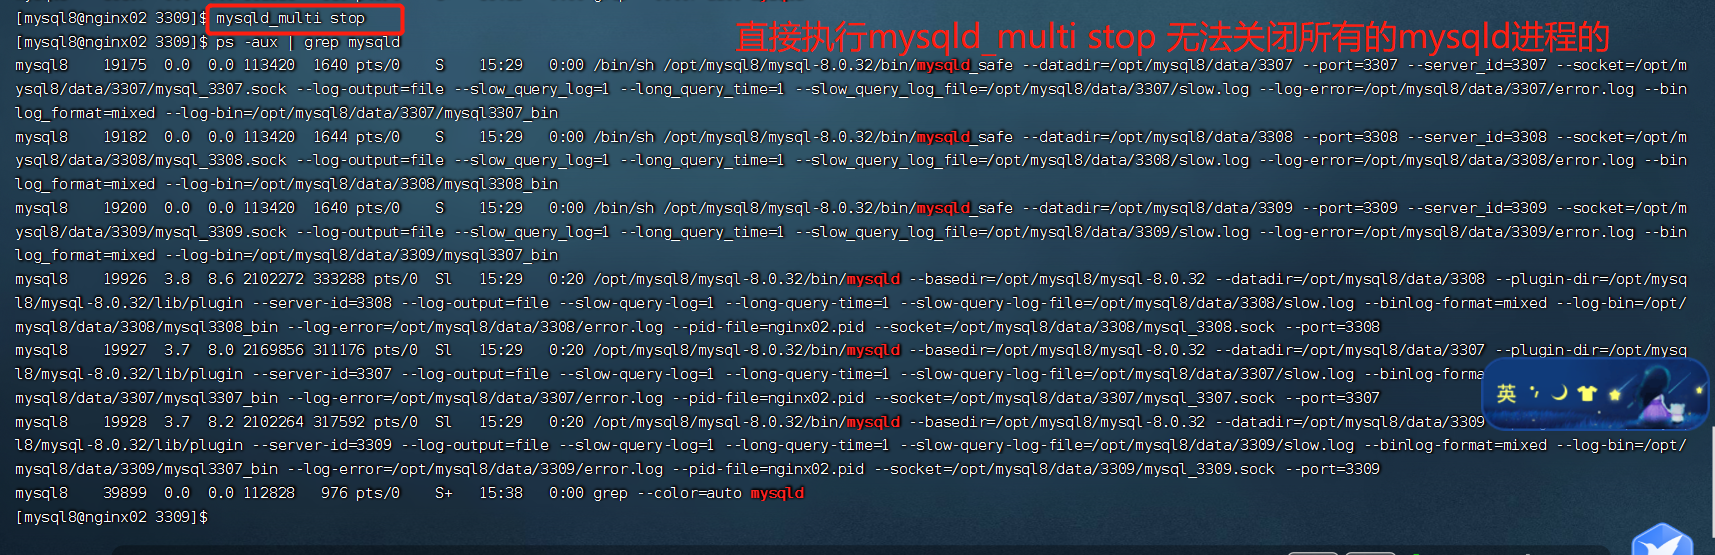 [mysql8@nginx02 3309]$ mysqld_multi stop
直接执行mysqld_multi stop 无法关闭所有的mysqld进程的
[mysql8@nginx02 3309]$ ps -aux | grep mysqld
mysql8    19175  0.0  0.0 113420  1640 pts/0    S    15:29   0:00 /bin/sh /opt/mysql8/mysql-8.0.32/bin/mysqld_safe --datadir=/opt/mysql8/data/3307 --port=3307 --server_id=3307 --socket=/opt/m
ysql8/data/3307/mysql_3307.sock --log-output=file --slow_query_log=1 --long_query_time=1 --slow_query_log_file=/opt/mysql8/data/3307/slow.log --log-error=/opt/mysql8/data/3307/error.log --bin
log_format=mixed --log-bin=/opt/mysql8/data/3307/mysql3307_bin
mysql8    19182  0.0  0.0 113420  1644 pts/0    S    15:29   0:00 /bin/sh /opt/mysql8/mysql-8.0.32/bin/mysqld_safe --datadir=/opt/mysql8/data/3308 --port=3308 --server_id=3308 --socket=/opt/m
ysql8/data/3308/mysql_3308.sock --log-output=file --slow_query_log=1 --long_query_time=1 --slow_query_log_file=/opt/mysql8/data/3308/slow.log --log-error=/opt/mysql8/data/3308/error.log --bin
log_format=mixed --log-bin=/opt/mysql8/data/3308/mysql3308_bin
mysql8    19200  0.0  0.0 113420  1640 pts/0    S    15:29   0:00 /bin/sh /opt/mysql8/mysql-8.0.32/bin/mysqld_safe --datadir=/opt/mysql8/data/3309 --port=3309 --server_id=3309 --socket=/opt/m
ysql8/data/3309/mysql_3309.sock --log-output=file --slow_query_log=1 --long_query_time=1 --slow_query_log_file=/opt/mysql8/data/3309/slow.log --log-error=/opt/mysql8/data/3309/error.log --bin
log_format=mixed --log-bin=/opt/mysql8/data/3309/mysql3307_bin
mysql8    19926  3.8  8.6 2102272 333288 pts/0  Sl   15:29   0:20 /opt/mysql8/mysql-8.0.32/bin/mysqld --basedir=/opt/mysql8/mysql-8.0.32 --datadir=/opt/mysql8/data/3308 --plugin-dir=/opt/mysq
l8/mysql-8.0.32/lib/plugin --server-id=3308 --log-output=file --slow-query-log=1 --long-query-time=1 --slow-query-log-file=/opt/mysql8/data/3308/slow.log --binlog-format=mixed --log-bin=/opt/
mysql8/data/3308/mysql3308_bin --log-error=/opt/mysql8/data/3308/error.log --pid-file=nginx02.pid --socket=/opt/mysql8/data/3308/mysql_3308.sock --port=3308
mysql8    19927  3.7  8.0 2169856 311176 pts/0  Sl   15:29   0:20 /opt/mysql8/mysql-8.0.32/bin/mysqld --basedir=/opt/mysql8/mysql-8.0.32 --datadir=/opt/mysql8/data/3307 --plugin-dir=/opt/mysq
l8/mysql-8.0.32/lib/plugin --server-id=3307 --log-output=file --slow-query-log=1 --long-query-time=1 --slow-query-log-file=/opt/mysql8/data/3307/slow.log --binlog-forma
mysql8/data/3307/mysql3307_bin --log-error=/opt/mysql8/data/3307/error.log --pid-file=nginx02.pid --socket=/opt/mysql8/data/3307/mysql_3307.sock --port=3307
英
mysql8    19928  3.7  8.2 2102264 317592 pts/0  Sl   15:29   0:20 /opt/mysql8/mysql-8.0.32/bin/mysqld --basedir=/opt/mysql8/mysql-8.0.32 --datadir=/opt/mysql8/data/3309
l8/mysql-8.0.32/lib/plugin --server-id=3309 --log-output=file --slow-query-log=1 --long-query-time=1 --slow-query-log-file=/opt/mysql8/data/3309/slow.log --binlog-format=mixed --log-bin=/opt/
mysql8/data/3309/mysql3307_bin --log-error=/opt/mysql8/data/3309/error.log --pid-file=nginx02.pid --socket=/opt/mysql8/data/3309/mysql_3309.sock --port=3309
mysql8    39899  0.0  0.0 112828   976 pts/0    S+   15:38   0:00 grep --color=auto mysqld
[mysql8@nginx02 3309]$